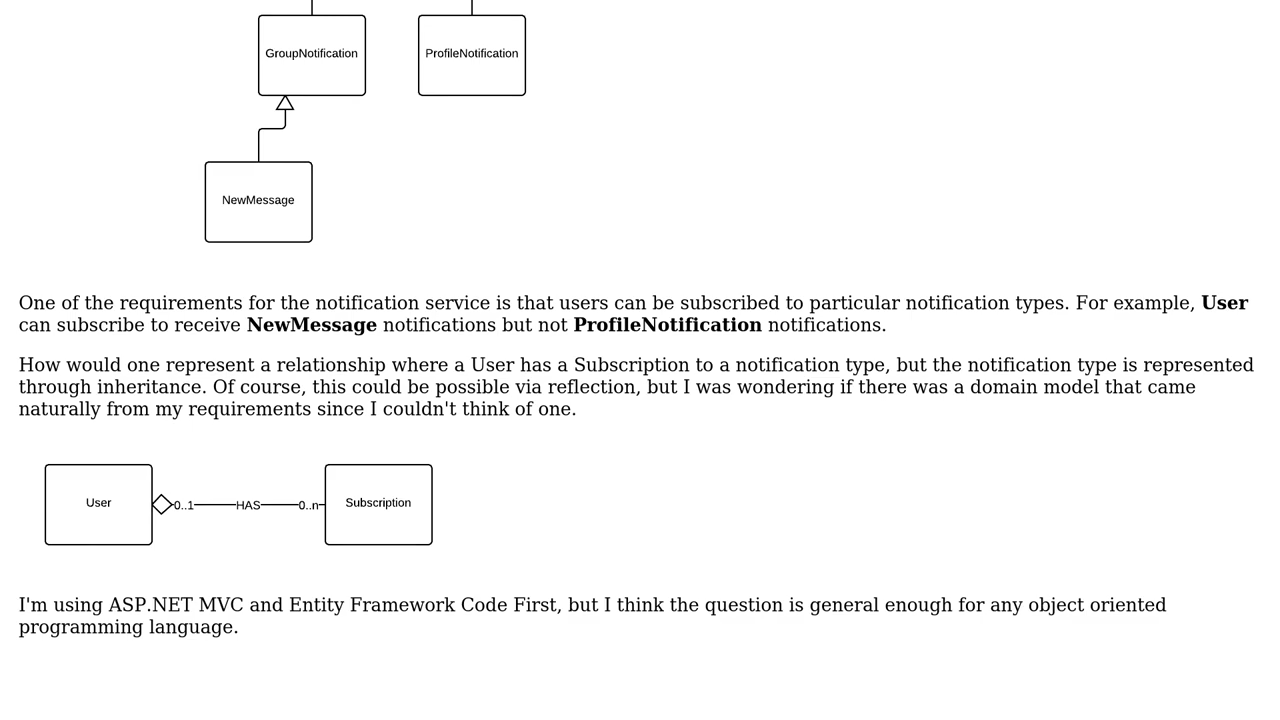 GroupNotification
ProfileNotification
NewMessage
One of the requirements for the notification service is that users can be subscribed to particular notification types. For example, User
can subscribe to receive NewMessage notifications but not ProfileNotification notifications.
How would one represent a relationship where a User has a Subscription to a notification type, but the notification type is represented
through inheritance. Of course, this could be possible via reflection, but I was wondering if there was a domain model that came
naturally from my requirements since I couldn't think of one.
User
0..1
HAS
0..n
Subscription
I'm using ASP.NET MVC and Entity Framework Code First, but I think the question is general enough for any object oriented
programming language.